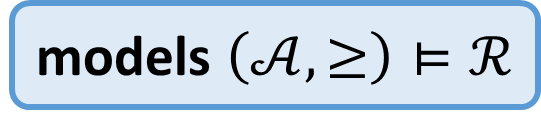 models (𝒜, ≥) ⊨ ℛ